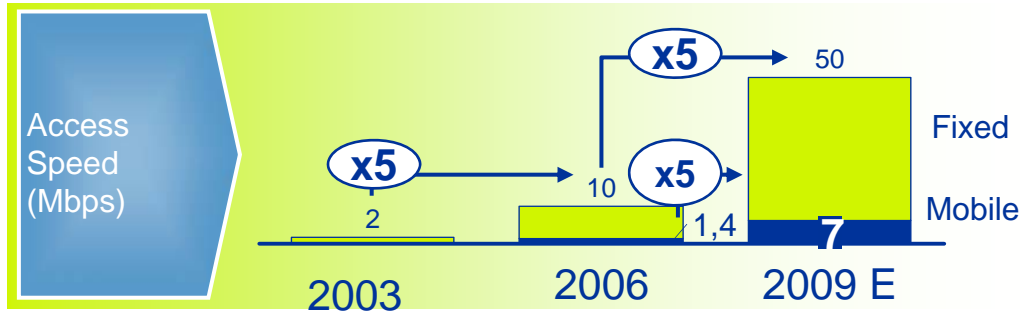 Access
Speed
(Mbps)
x5
2
x5
10
x5
1,4
50
7
Fixed
Mobile
2003
2006
2009 E